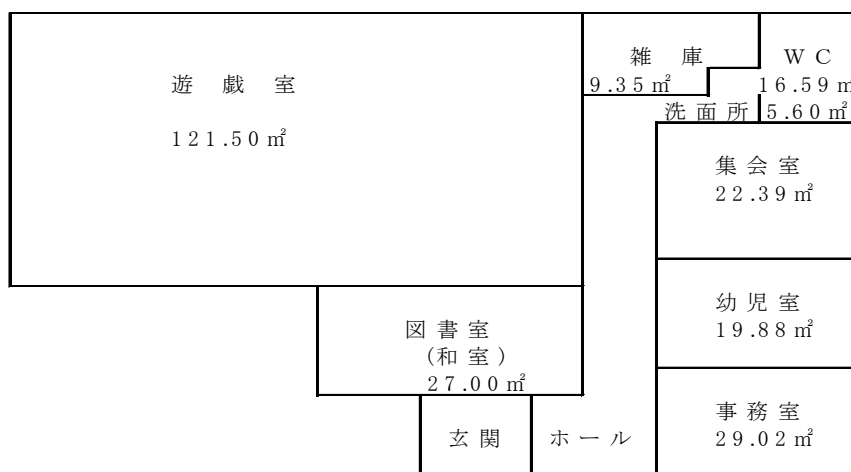 遊戯室
121.50㎡
雑庫
9.35㎡
WC
16.59㎡
洗面所
5.60㎡
集会室
22.39㎡
図書室
(和室)
27.00㎡
幼児室
19.88㎡
玄関
ホール
事務室
29.02㎡